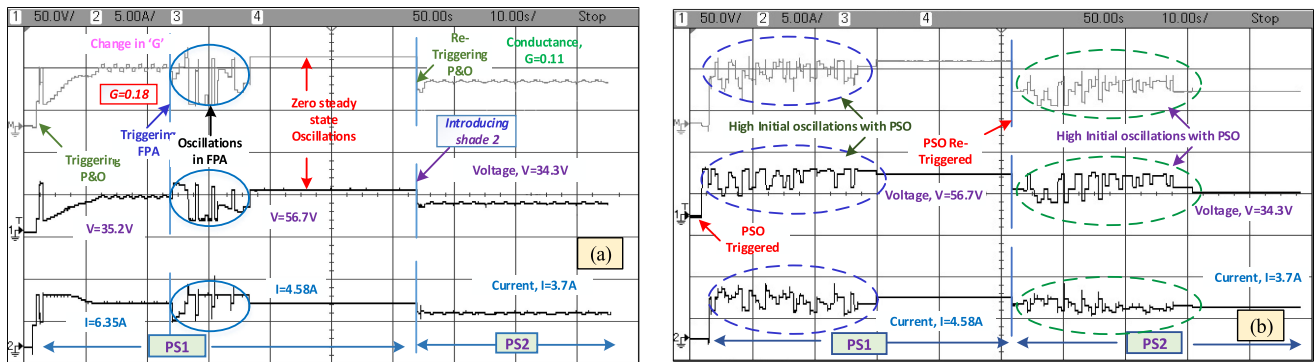 1 50.0V/ 2 5.00A/ 3 4 50.00s 10.00s/ Stop
Change in 'G'
Re-
Triggering
P&O
Conductance,
G=0.11
G=0.18
Triggering
FPA
Zero steady
state
Oscillations
Oscillations
in FPA
Introducing
shade 2
Triggering
P&O
Voltage, V=34.3V
V=56.7V
V=35.2V
(a)
I=4.58A
Current, I=3.7A
I=6.35A
PS1
PS2
M
T
1
2
1 50.0V/ 2 5.00A/ 3 4 50.00s 10.00s/ Stop
High Initial oscillations with PSO
High Initial oscillations with PSO
PSO Re-
Triggered
Voltage, V=56.7V
Voltage, V=34.3V
PSO
Triggered
Current, I=3.7A
Current, I=4.58A
(b)
PS1
PS2
M
T
1
2